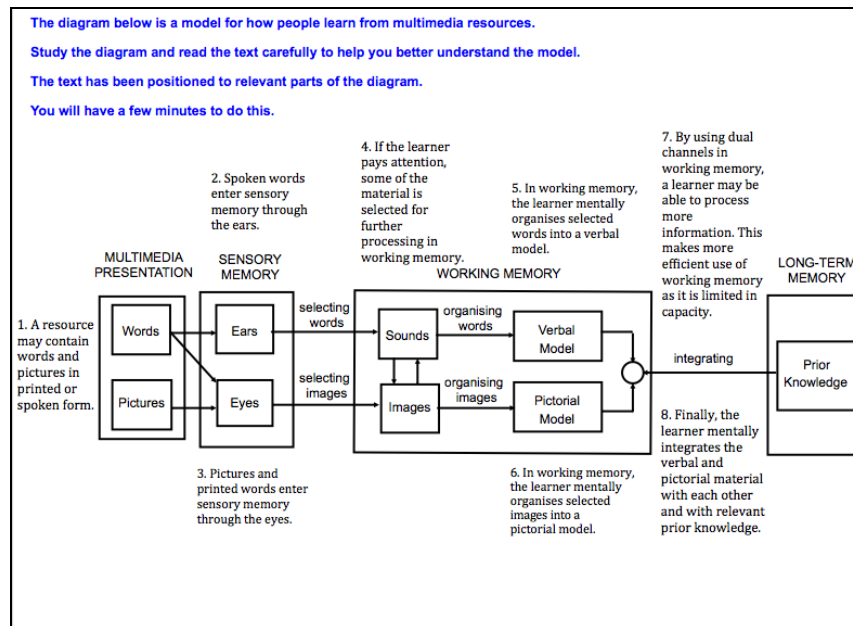 The diagram below is a model for how people learn from multimedia resources.
Study the diagram and read the text carefully to help you better understand the model.
The text has been positioned to relevant parts of the diagram.
You will have a few minutes to do this.
1. A resource
may contain
words and
pictures in
printed or
spoken form.
MULTIMEDIA
PRESENTATION
Words
Pictures
2. Spoken words
enter sensory
memory through
the ears.
SENSORY
MEMORY
Ears
Eyes
3. Pictures and
printed words enter
sensory memory
through the eyes.
selecting
words
selecting
images
4. If the learner
pays attention,
some of the
material is
selected for
further
processing in
working memory.
WORKING MEMORY
Sounds
Images
organising
words
organising
images
5. In working memory,
the learner mentally
organises selected
words into a verbal
model.
Verbal
Model
Pictorial
Model
6. In working memory,
the learner mentally
organises selected
images into a
pictorial model.
7. By using dual
channels in
working memory,
a learner may be
able to process
more
information. This
makes more
efficient use of
working memory
as it is limited in
capacity.
integrating
8. Finally, the
learner mentally
integrates the
verbal and
pictorial material
with each other
and with relevant
prior knowledge.
LONG-TERM
MEMORY
Prior
Knowledge